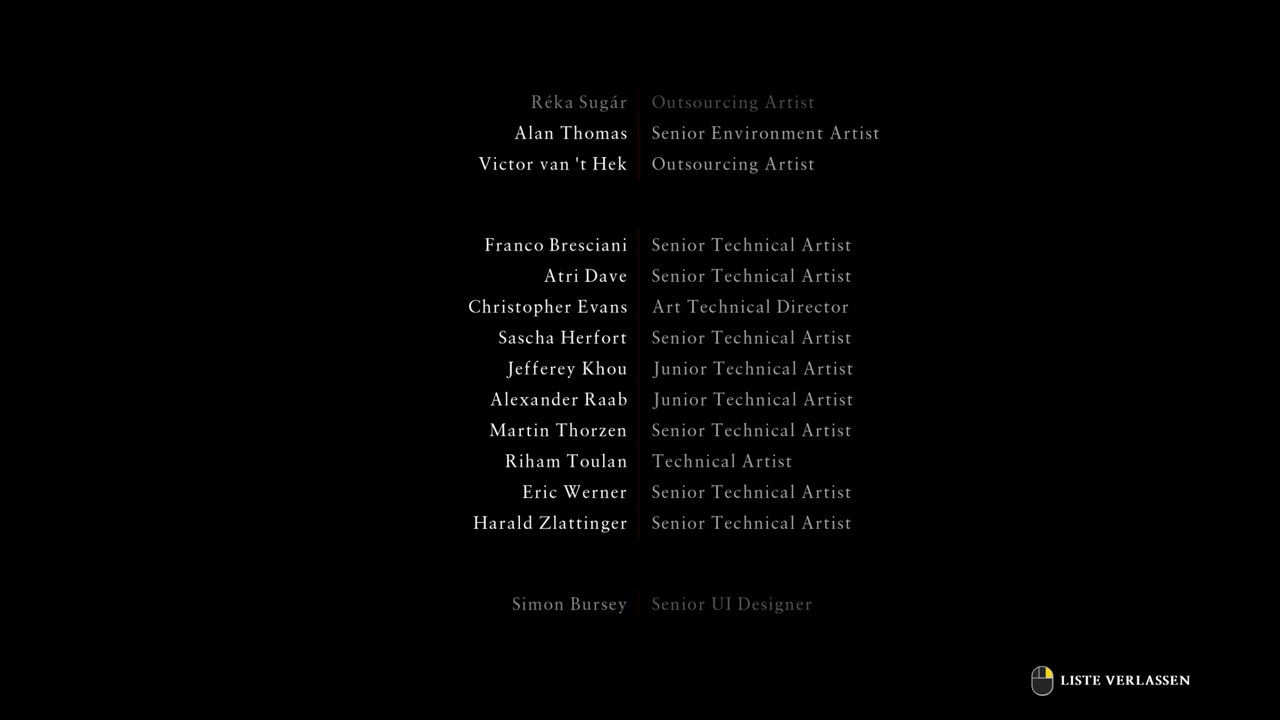 Réka Sugár Outsourcing Artist
Alan Thomas Senior Environment Artist
Victor van 't Hek Outsourcing Artist
Franco Bresciani Senior Technical Artist
Atri Dave Senior Technical Artist
Christopher Evans Art Technical Director
Sascha Herfort Senior Technical Artist
Jefferey Khou Junior Technical Artist
Alexander Raab Junior Technical Artist
Martin Thorzen Senior Technical Artist
Riham Toulan Technical Artist
Eric Werner Senior Technical Artist
Harald Zlattinger Senior Technical Artist
Simon Bursey Senior UI Designer
LISTE VERLASSEN